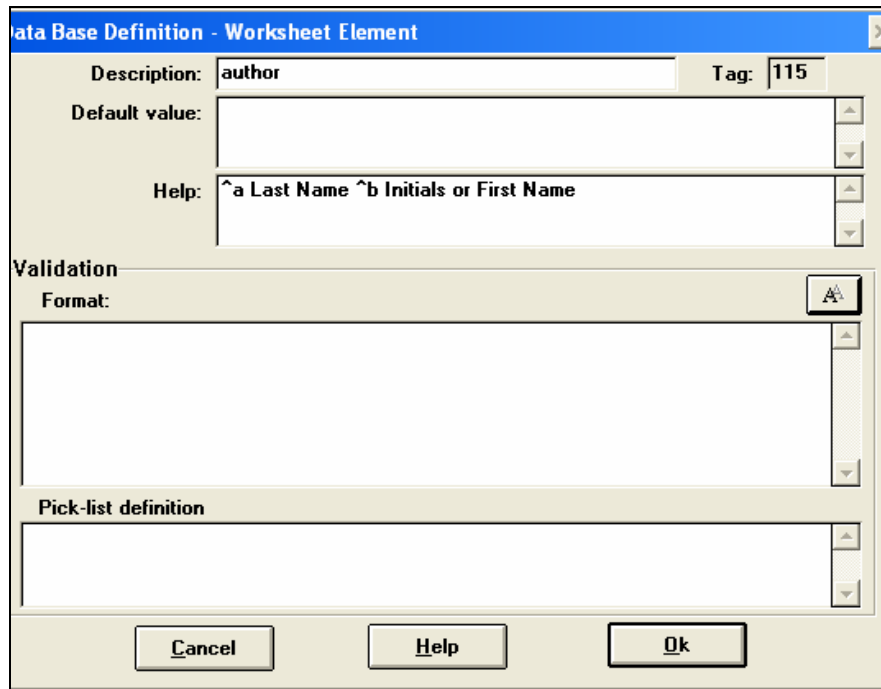 ata Base Definition - Worksheet Element
Description: author Tag: 115
Default value:
Help: ^a Last Name ^b Initials or First Name
Validation
Format:
Pick-list definition
Cancel Help Ok